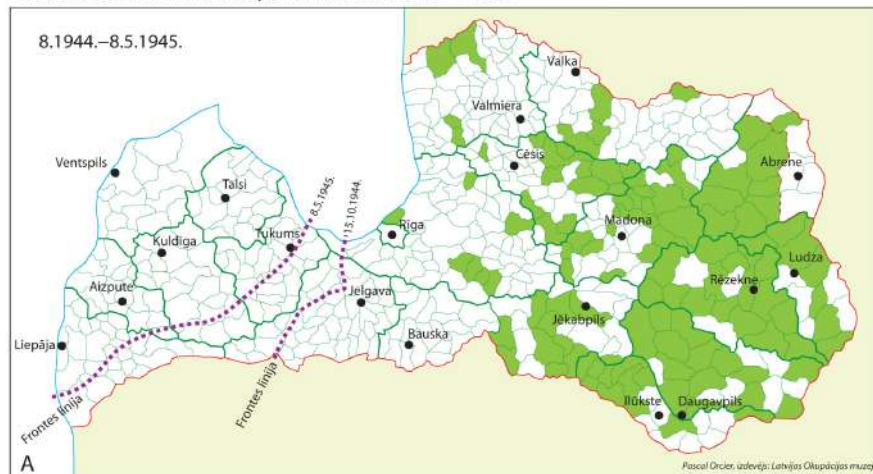 8.1944.–8.5.1945.
Valka
Valmiera
Ventspils
Cēsis
Abrene
Talsi
8.5.1945.
15.10.1944.
Rīga
Madona
Kuldīga
Tukums
Ludza
Rēzekne
Aizpute
Jelgava
Jēkabpils
Liepāja
Bauska
Frontes līnija
Frontes līnija
Ilūkste
Daugavpils
A
Pascal Orcier, izdevējs: Latvijas Okupācijas muzejs